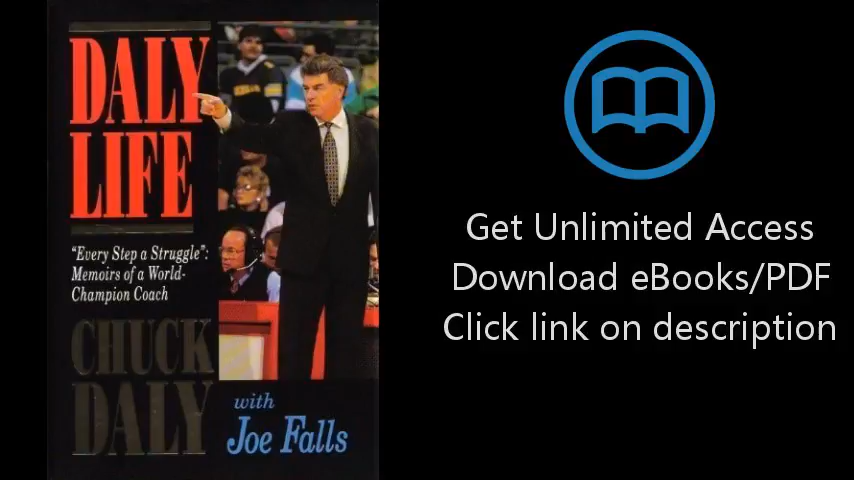 DALY
LIFE
"Every Step a Struggle":
Memoirs of a World-
Champion Coach
CHUCK
DALY
with
Joe Falls
Get Unlimited Access
Download eBooks/PDF
Click link on description